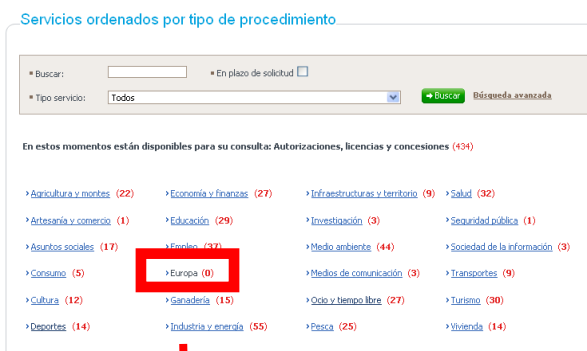 Servicios ordenados por tipo de procedimiento
Buscar: En plazo de solicitud
Tipo servicio: Todos Buscar Búsqueda avanzada
En estos momentos están disponibles para su consulta: Autorizaciones, licencias y concesiones (434)
Agricultura y montes (22) Economía y finanzas (27) Infraestructuras y territorio (9) Salud (32)
Artesanía y comercio (1) Educación (29) Investigación (3) Seguridad pública (1)
Asuntos sociales (17) Empleo (37) Medio ambiente (44) Sociedad de la información (3)
Consumo (5) Europa (0) Medios de comunicación (3) Transportes (9)
Cultura (12) Ganadería (15) Ocio y tiempo libre (27) Turismo (30)
Deportes (14) Industria y energía (55) Pesca (25) Vivienda (14)